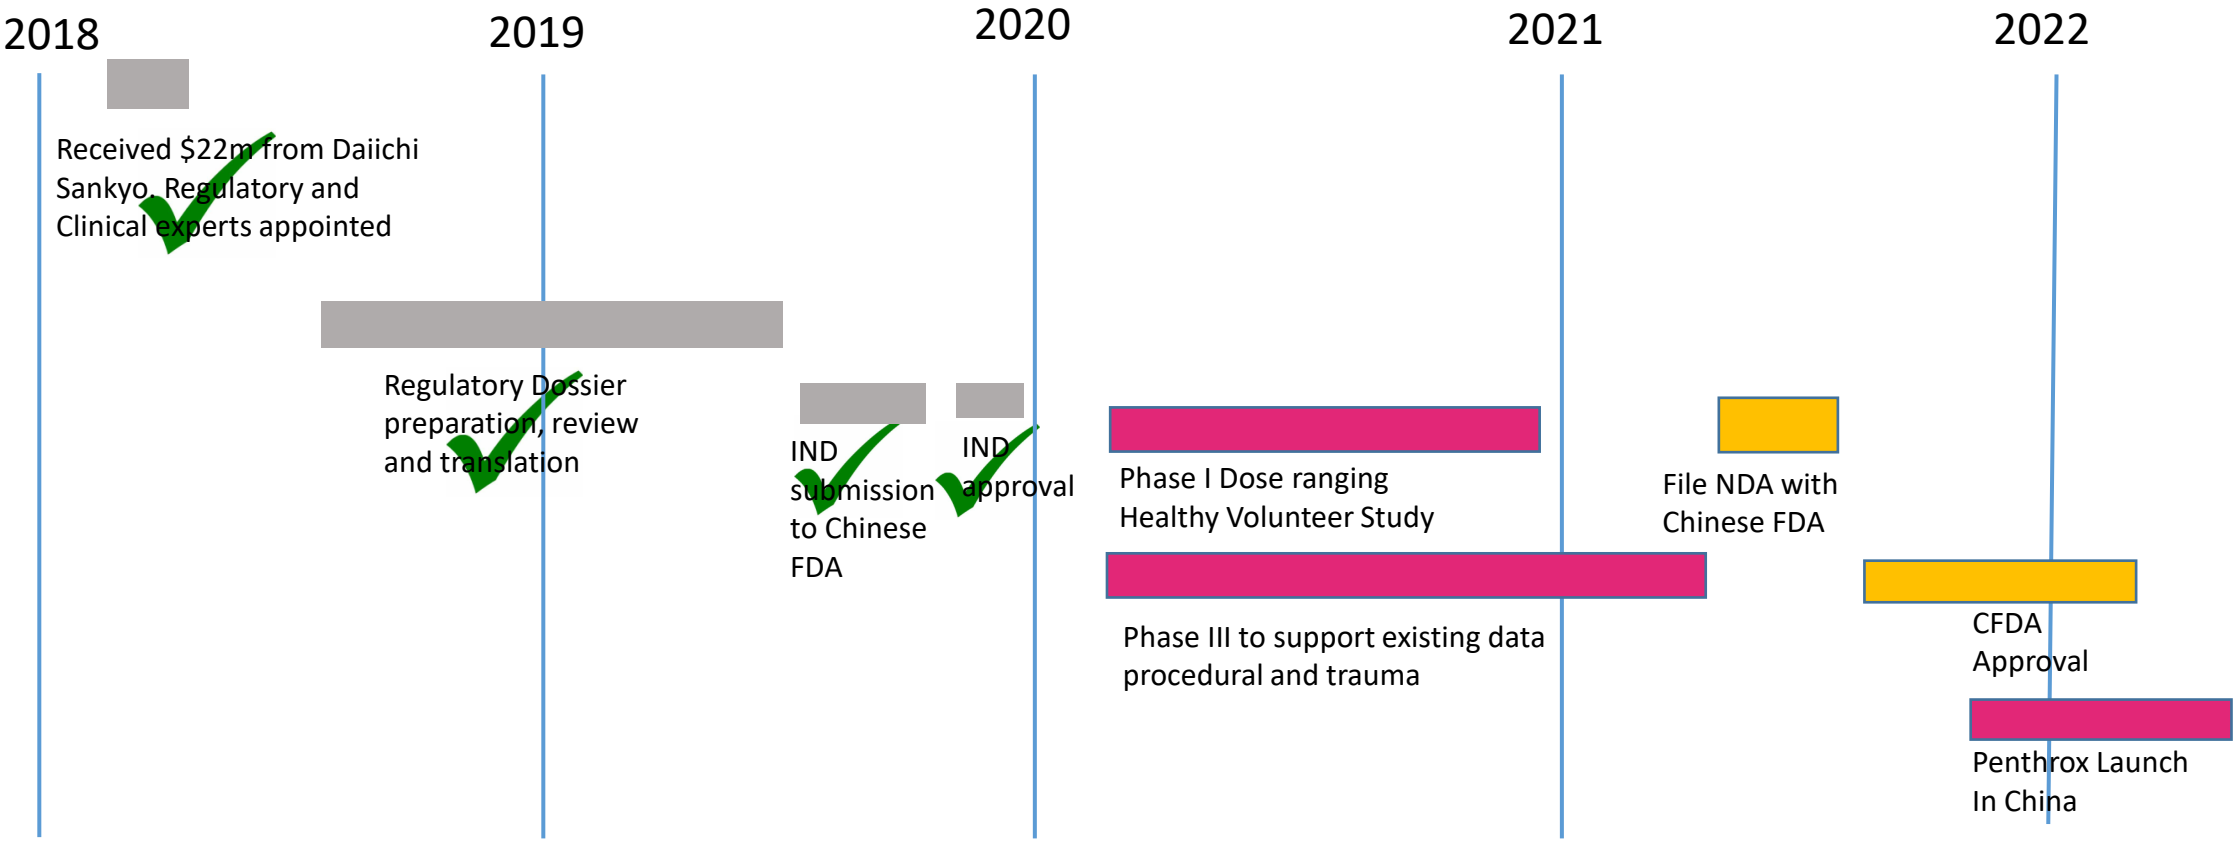 2018
2019
2020
2021
2022
Received $22m from Daiichi
Sankyo. Regulatory and
Clinical experts appointed
Regulatory Dossier
preparation, review
and translation
IND
submission
to Chinese
FDA
IND
approval
Phase I Dose ranging
Healthy Volunteer Study
Phase III to support existing data
procedural and trauma
File NDA with
Chinese FDA
CFDA
Approval
Penthrox Launch
In China